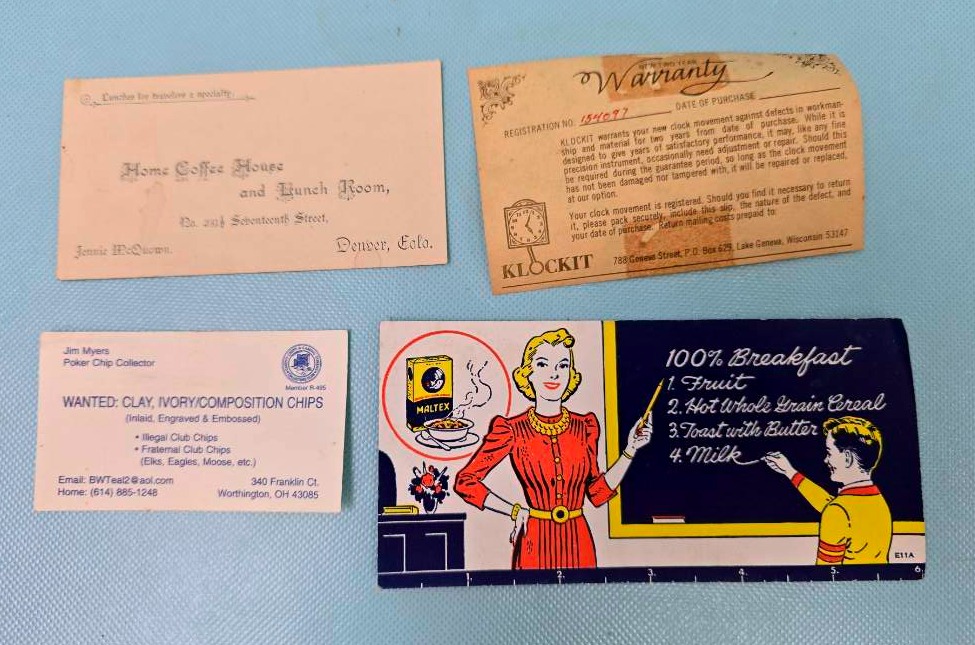 Lunches for travelers a specialty.
Home Coffee House
and Lunch Room,
Seventeenth Street,
Jennie McQuown.
Denver, Colo.
Warranty
REGISTRATION NO. 154097 DATE OF PURCHASE
KLOCKIT warrants your new clock movement against defects in workman-
ship and material for two years from date of purchase. While it is
designed to give years of satisfactory performance, it may, like any fine
precision instrument, occasionally need adjustment or repair. Should this
be required during the guarantee period, so long as the clock movement
has not been damaged nor tampered with, it will be repaired or replaced,
at our option.
Your clock movement is registered. Should you find it necessary to return
it, please pack securely, include this slip, the nature of the defect, and
your date of purchase. Return mailing costs prepaid to:
KLOCKIT 788 Geneva Street, P.O. Box 629, Lake Geneva, Wisconsin 53147
Jim Myers
Poker Chip Collector
Member R-495
WANTED: CLAY, IVORY/COMPOSITION CHIPS
(Inlaid, Engraved & Embossed)
• Illegal Club Chips
• Fraternal Club Chips
(Elks, Eagles, Moose, etc.)
Email: BWTeal2@aol.com
Home: (614) 885-1248
340 Franklin Ct.
Worthington, OH 43085
MALTEX
100% Breakfast
1. Fruit
2. Hot Whole Grain Cereal
3. Toast with Butter
4. Milk
E11A
1. 2. 3. 4. 5. 6.